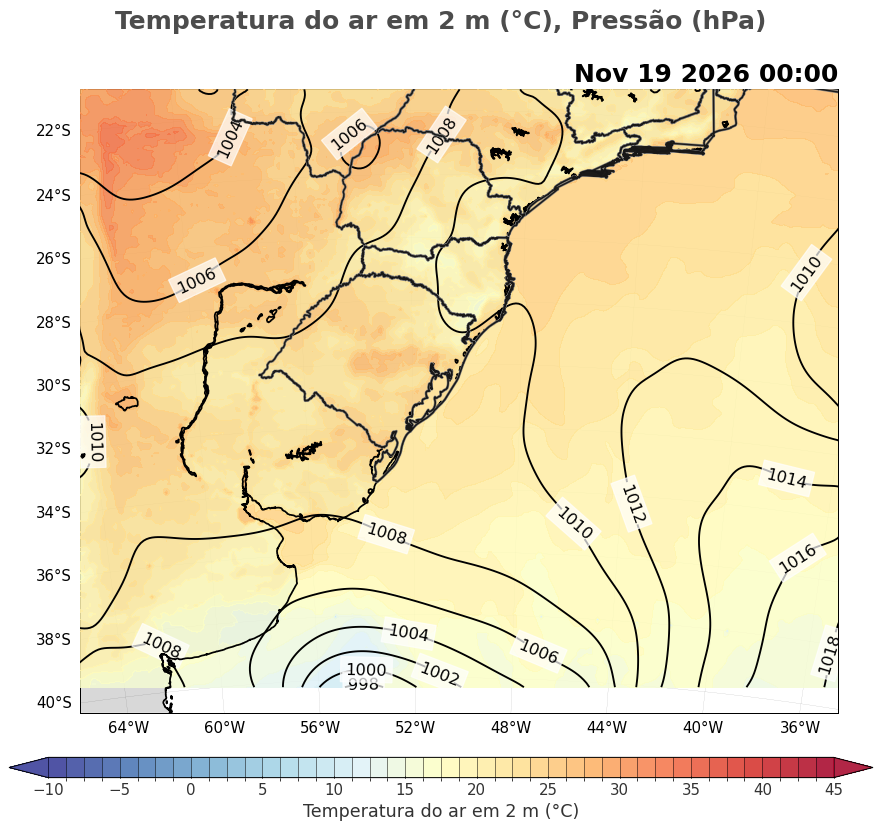 Temperatura do ar em 2 m (°C), Pressão (hPa)
Nov 19 2026 00:00
22°S
24°S
26°S
28°S
30°S
32°S
34°S
36°S
38°S
40°S
1004
1006
1008
1006
1010
1010
1012
1010
1014
1016
1008
1008
1004
1006
1002
1000
998
1018
64°W 60°W 56°W 52°W 48°W 44°W 40°W 36°W
−10 −5 0 5 10 15 20 25 30 35 40 45
Temperatura do ar em 2 m (°C)